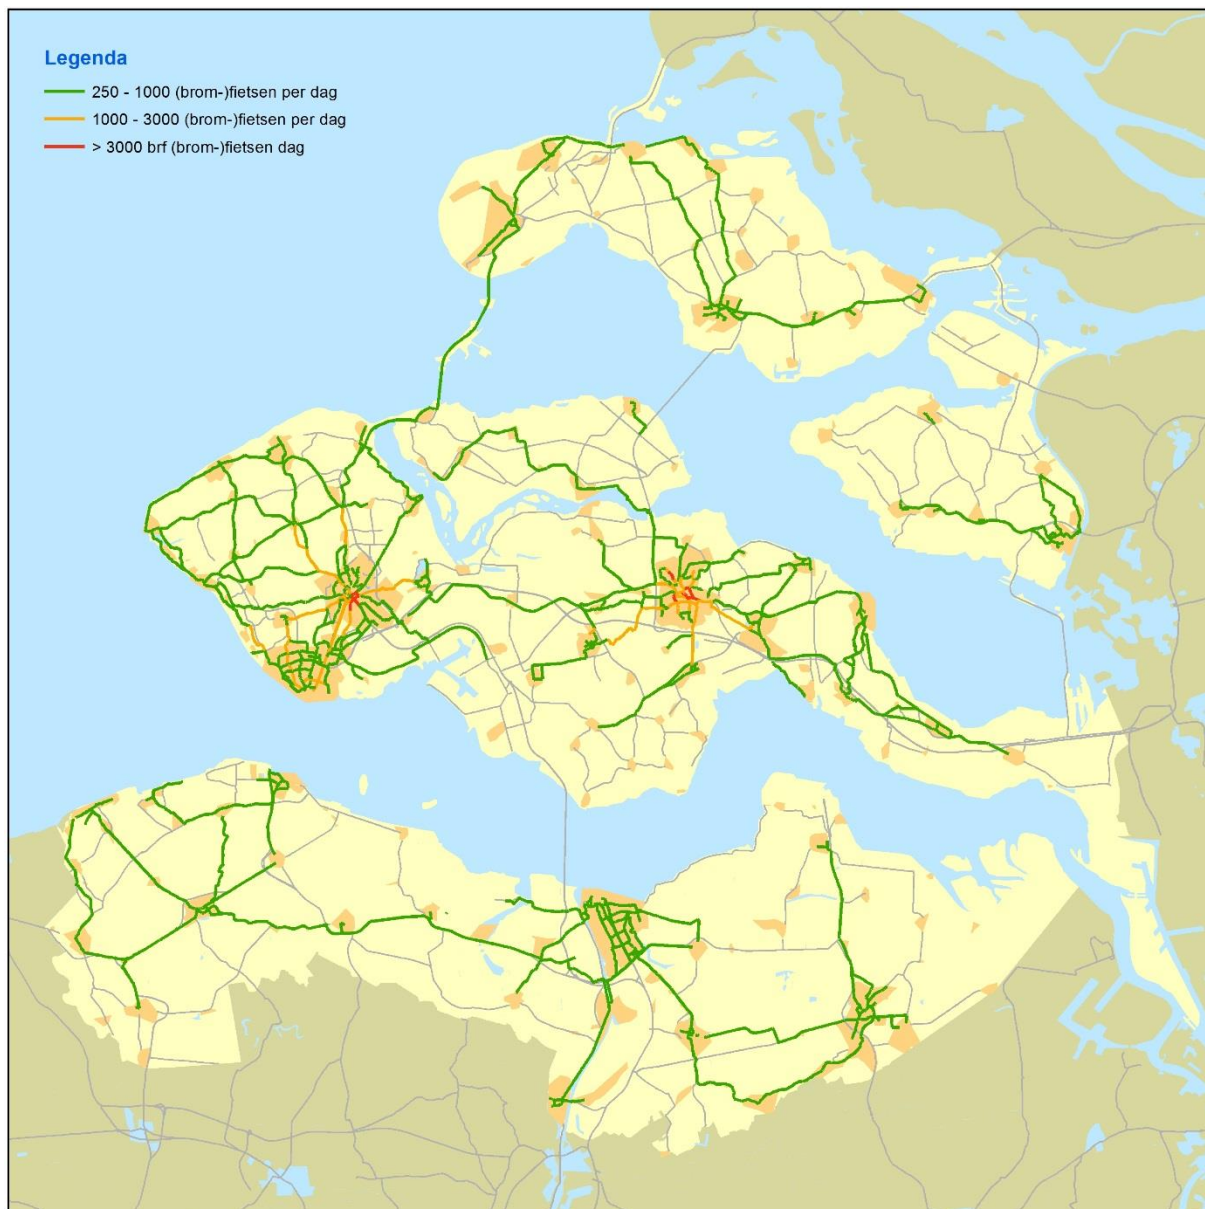 Legenda
250 - 1000 (brom-)fietsen per dag
1000 - 3000 (brom-)fietsen per dag
> 3000 brf (brom-)fietsen dag